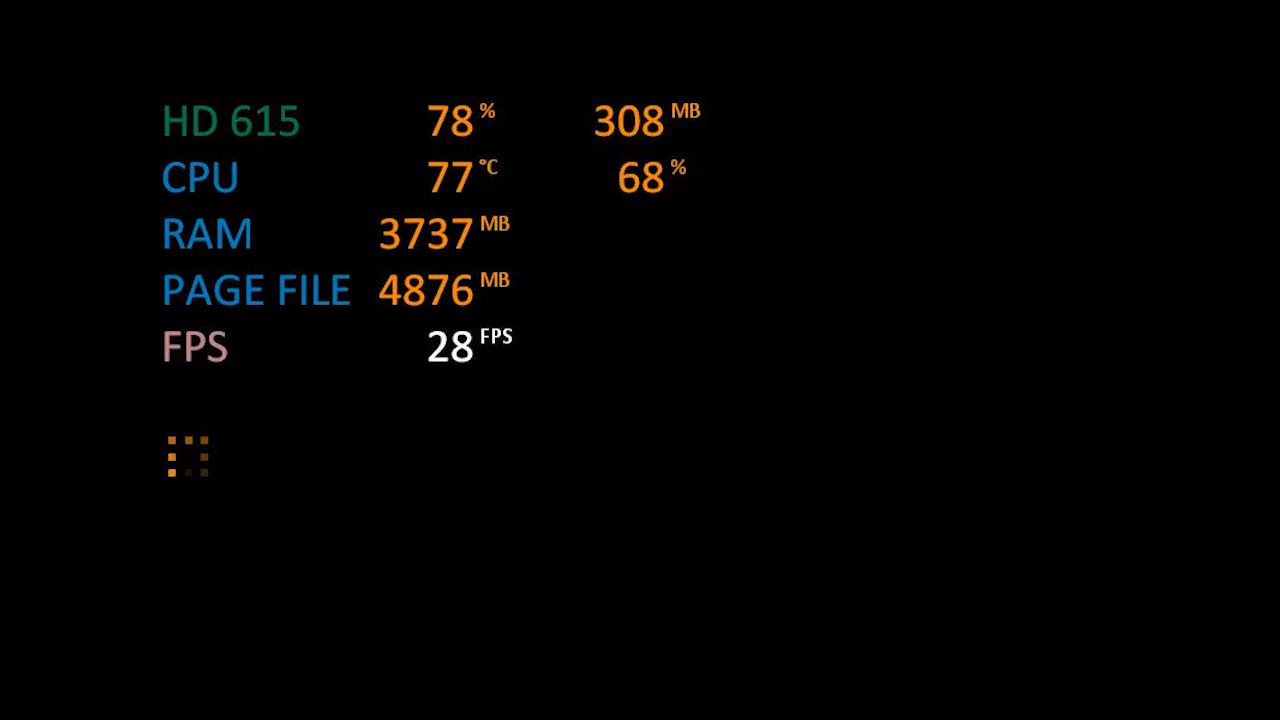 HD 615 78 % 308 MB
CPU 77 °C 68 %
RAM 3737 MB
PAGE FILE 4876 MB
FPS 28 FPS